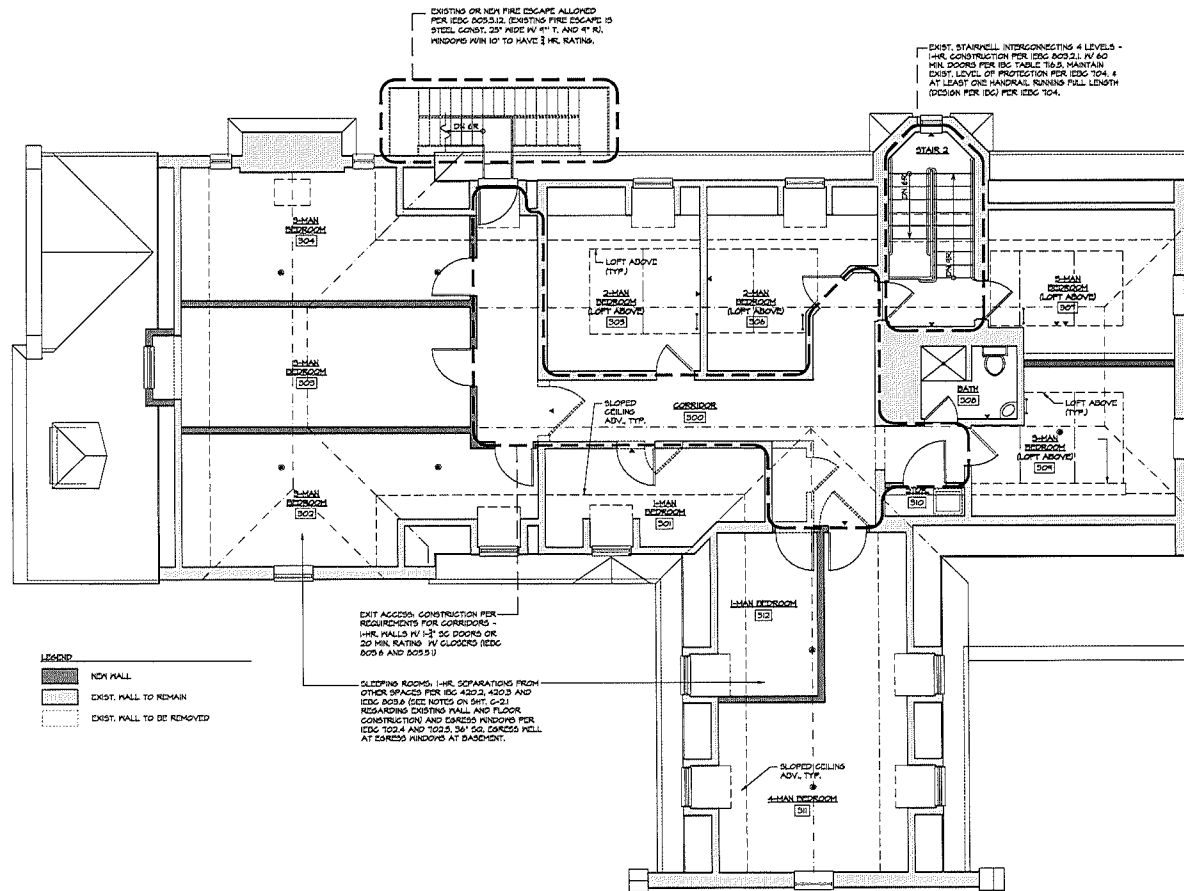 EXISTING OR NEW FIRE ESCAPE ALLOWED
PER IEBC 805.3.1.2. (EXISTING FIRE ESCAPE IS
STEEL CONST. 25" WIDE W/ 9" T. AND 9" R).
WINDOWS W/IN 10' TO HAVE ¾ HR. RATING.
EXIST. STAIRWELL INTERCONNECTING 4 LEVELS -
1-HR. CONSTRUCTION PER IEBC 803.2.1. W/ 60
MIN. DOORS PER IBC TABLE 716.5. MAINTAIN
EXIST. LEVEL OF PROTECTION PER IEBC 704. &
AT LEAST ONE HANDRAIL RUNNING FULL LENGTH
(DESIGN PER IBC) PER IEBC 704.
DN 6R
STAIR 2
DN 6R
DN 9R
3-MAN
BEDROOM
304
LOFT ABOVE
(TYP.)
2-MAN
BEDROOM
(LOFT ABOVE)
305
2-MAN
BEDROOM
(LOFT ABOVE)
306
BEDROOM
(LOFT ABOVE)
307
3-MAN
BEDROOM
303
SLOPED
CEILING
ABV., TYP.
CORRIDOR
300
BATH
308
LOFT ABOVE
(TYP.)
3-MAN
BEDROOM
(LOFT ABOVE)
309
3-MAN
BEDROOM
302
1-MAN
BEDROOM
301
310
EXIT ACCESS: CONSTRUCTION PER
REQUIREMENTS FOR CORRIDORS -
1-HR. WALLS W/ 1-¾" SC DOORS OR
20 MIN. RATING W/ CLOSERS (IEBC
803.6 AND 805.5.1)
1-MAN BEDROOM
312
LEGEND
NEW WALL
EXIST. WALL TO REMAIN
EXIST. WALL TO BE REMOVED
SLEEPING ROOMS: 1-HR. SEPARATIONS FROM
OTHER SPACES PER IBC 420.2, 420.3 AND
IEBC 803.6 (SEE NOTES ON SHT. C-2.1
REGARDING EXISTING WALL AND FLOOR
CONSTRUCTION) AND EGRESS WINDOWS PER
IEBC 702.4 AND 702.5. 36" SQ. EGRESS WELL
AT EGRESS WINDOWS AT BASEMENT.
SLOPED CEILING
ABV., TYP.
4-MAN BEDROOM
311